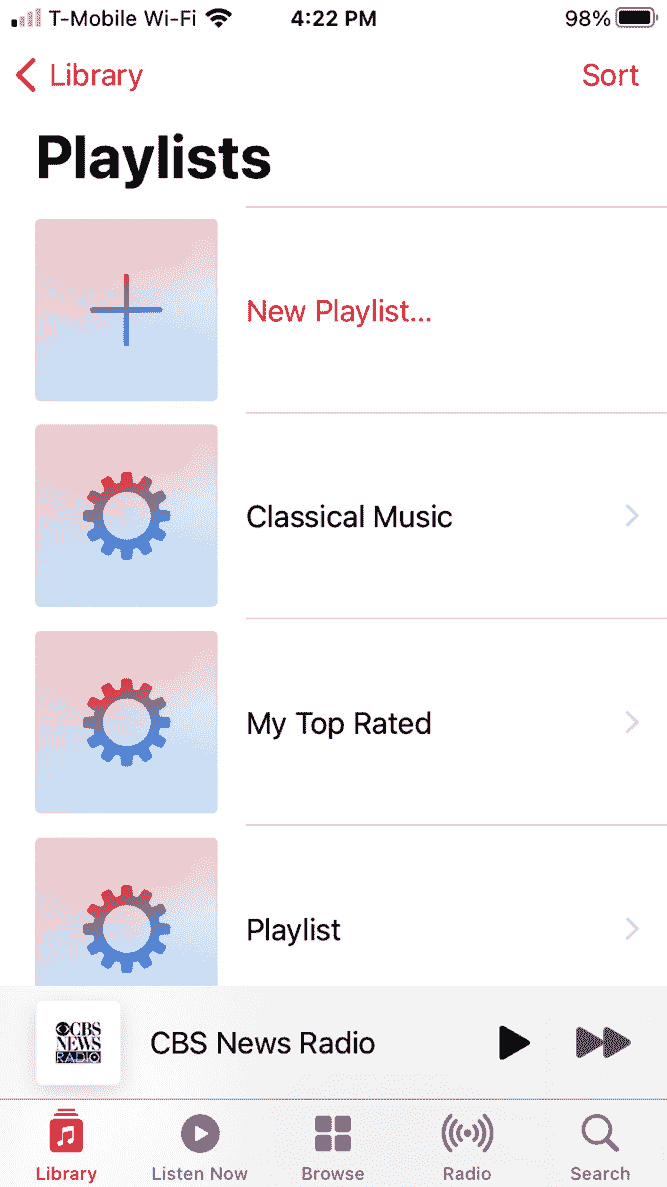 T-Mobile Wi-Fi 4:22 PM 98%
Library Sort
Playlists
New Playlist...
Classical Music
My Top Rated
Playlist
CBS
NEWS
RADIO
CBS News Radio
Library Listen Now Browse Radio Search